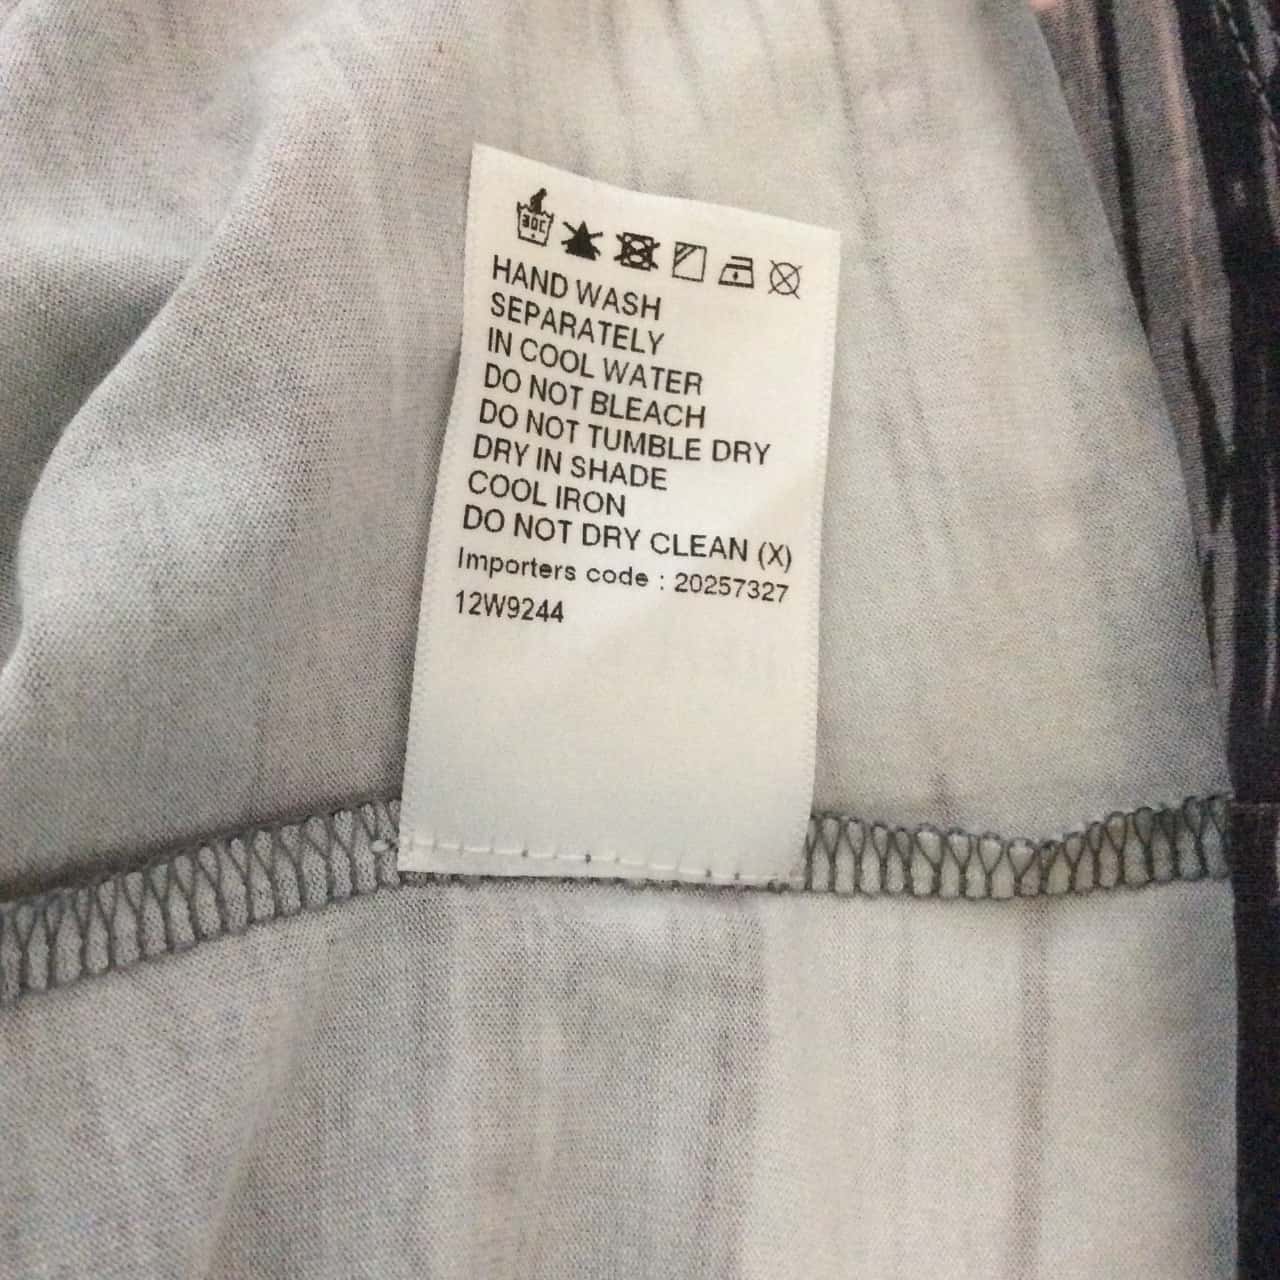 30C
HAND WASH
SEPARATELY
IN COOL WATER
DO NOT BLEACH
DO NOT TUMBLE DRY
DRY IN SHADE
COOL IRON
DO NOT DRY CLEAN (X)
Importers code : 20257327
12W9244